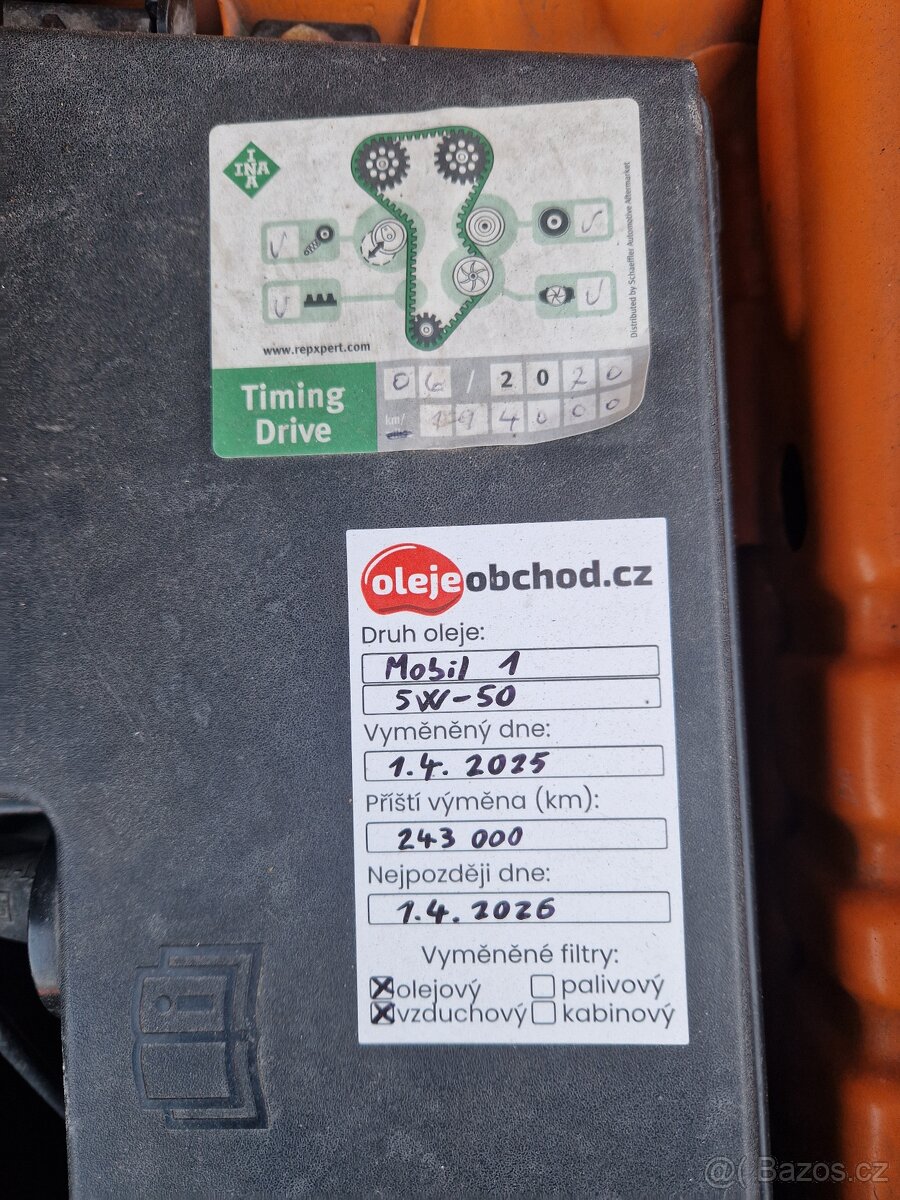 INA
INA
www.repxpert.com
Distributed by Schaeffler Automotive Aftermarket
Timing
Drive
06/2020
km/
194000
olejeobchod.cz
Druh oleje:
Mobil 1
5W-50
Vyměněný dne:
1.4. 2025
Příští výměna (km):
243 000
Nejpozději dne:
1.4. 2026
Vyměněné filtry:
olejový palivový
vzduchový kabinový
@( Bazos.cz